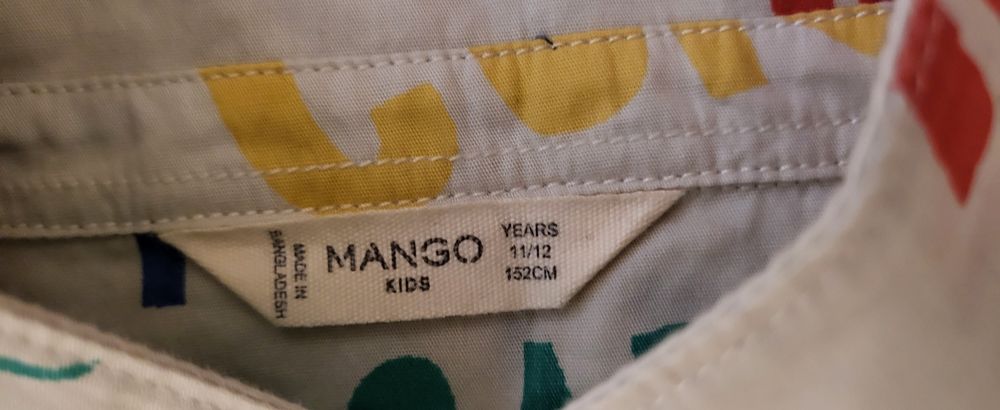 MADE IN
BANGLADESH
MANGO
KIDS
YEARS
11/12
152CM